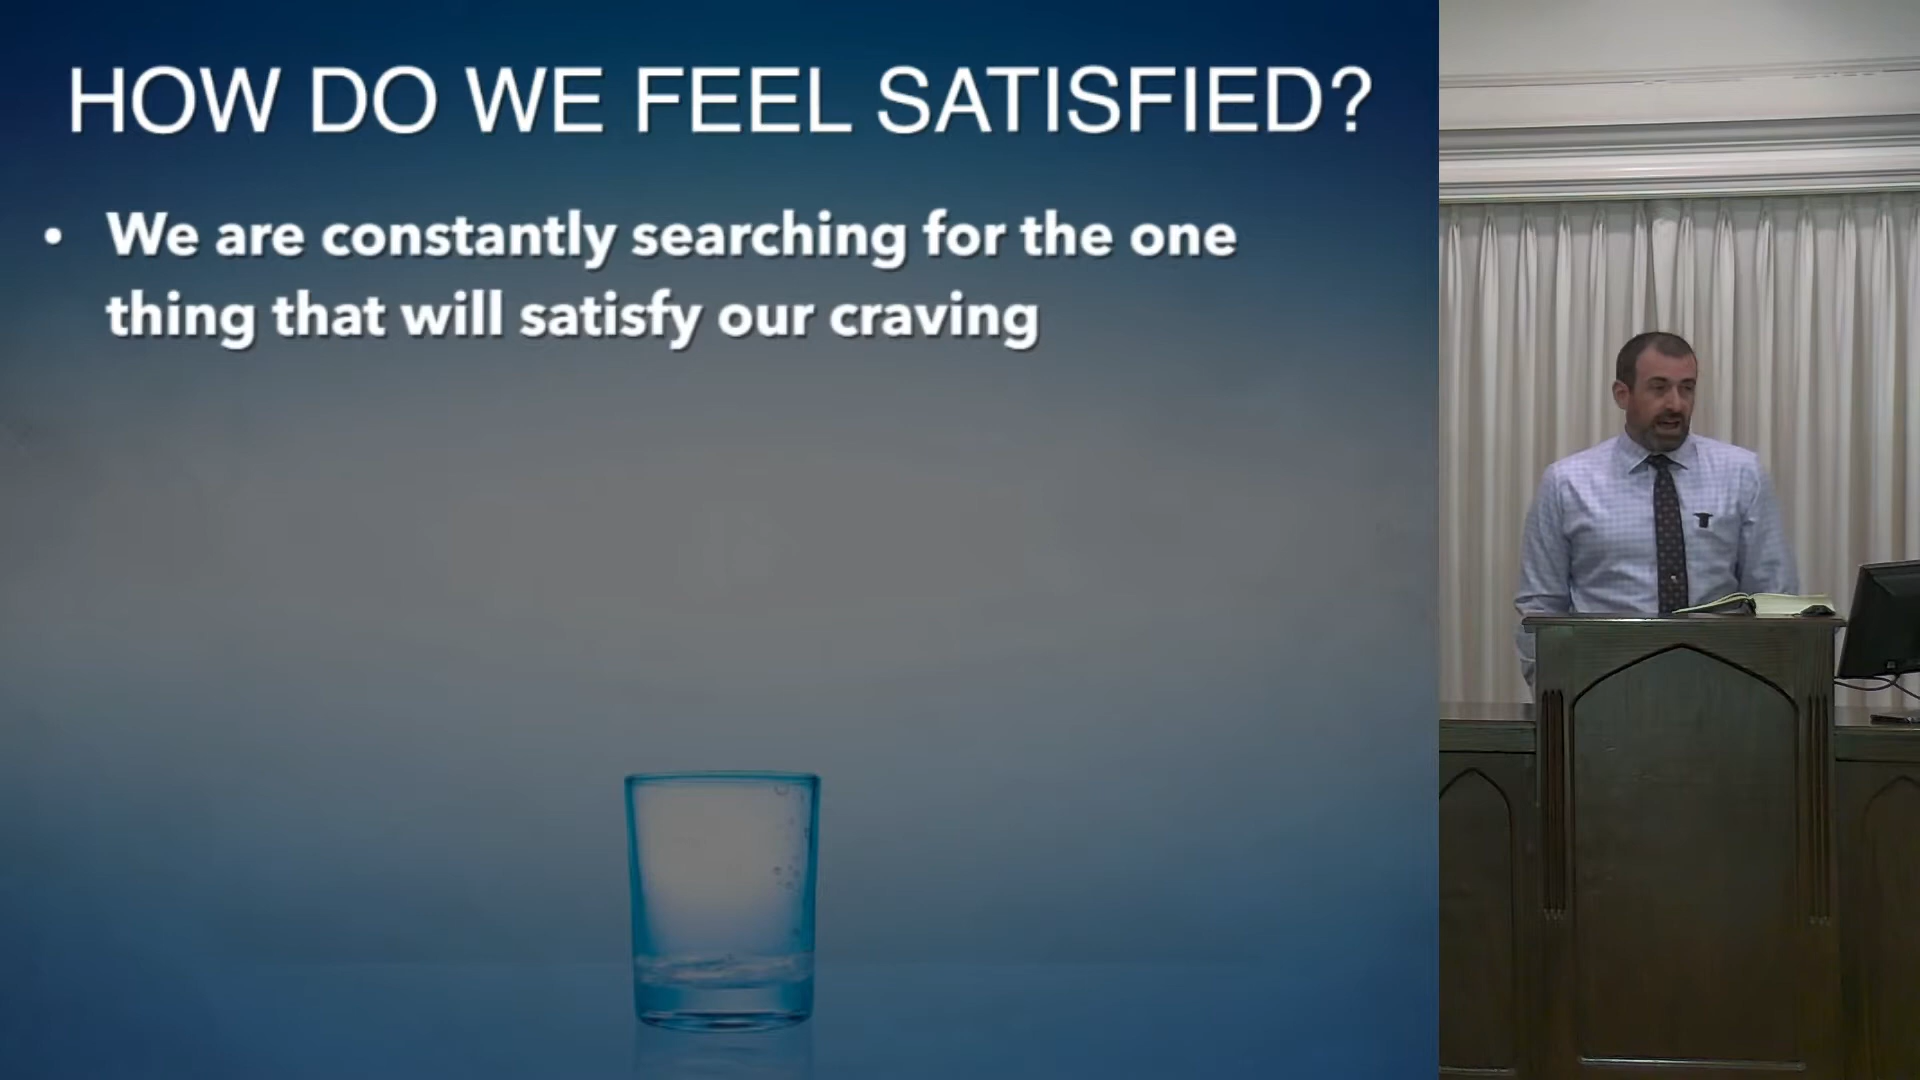 HOW DO WE FEEL SATISFIED?
• We are constantly searching for the one
thing that will satisfy our craving